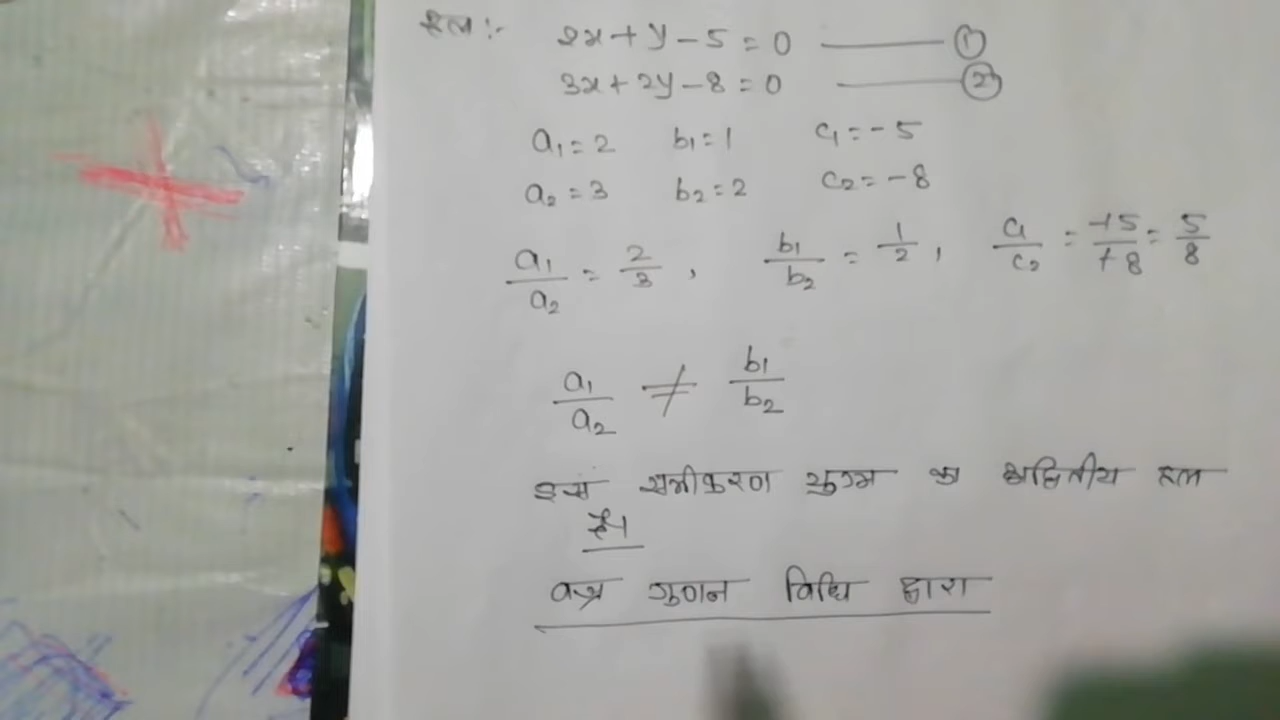 हल :-  2x + y - 5 = 0 ——— ①
3x + 2y - 8 = 0 ——— ②
a₁ = 2  b₁ = 1  c₁ = -5
a₂ = 3  b₂ = 2  c₂ = -8
a₁/a₂ = 2/3 ,  b₁/b₂ = 1/2 ,  c₁/c₂ = -5/-8 = 5/8
a₁/a₂ ≠ b₁/b₂
इस समीकरण युग्म का अद्वितीय हल
है।
वज्र गुणन विधि द्वारा